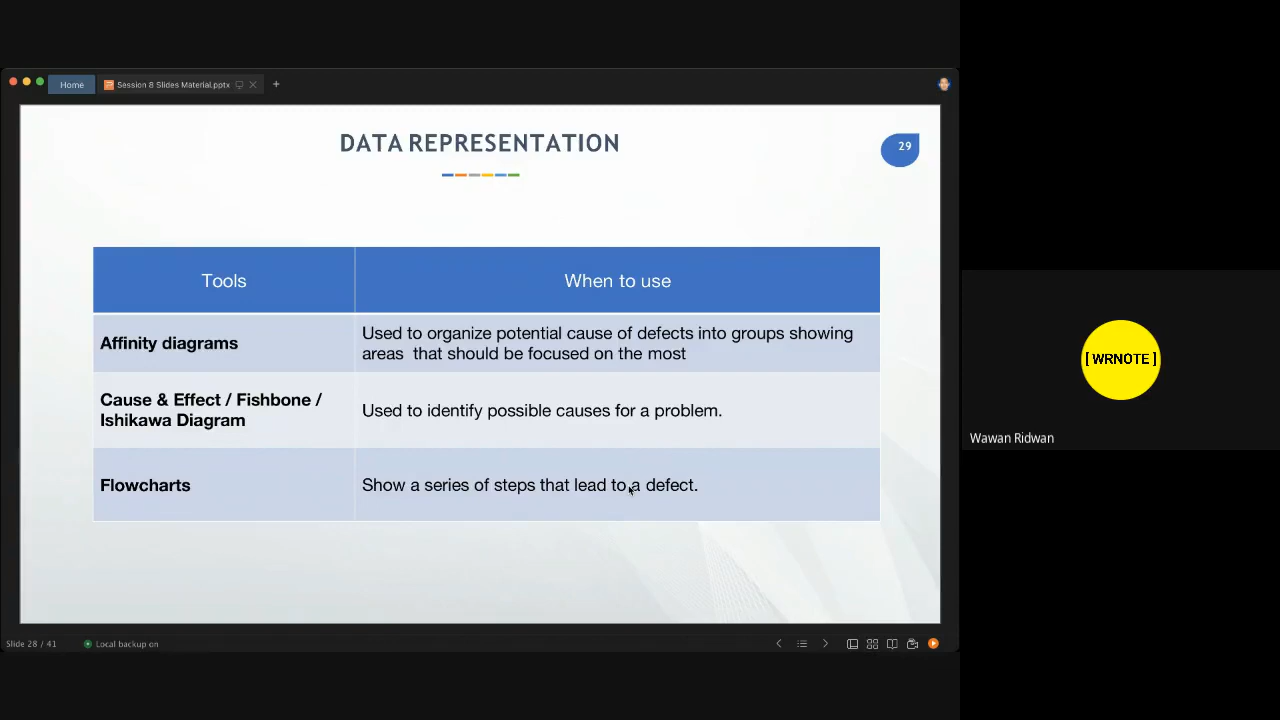 Home
Session 8 Slides Material.pptx
DATA REPRESENTATION
29
Tools
When to use
Affinity diagrams
Used to organize potential cause of defects into groups showing
areas that should be focused on the most
Cause & Effect / Fishbone /
Ishikawa Diagram
Used to identify possible causes for a problem.
Flowcharts
Show a series of steps that lead to a defect.
Slide 28 / 41
Local backup on
[ WRNOTE ]
Wawan Ridwan